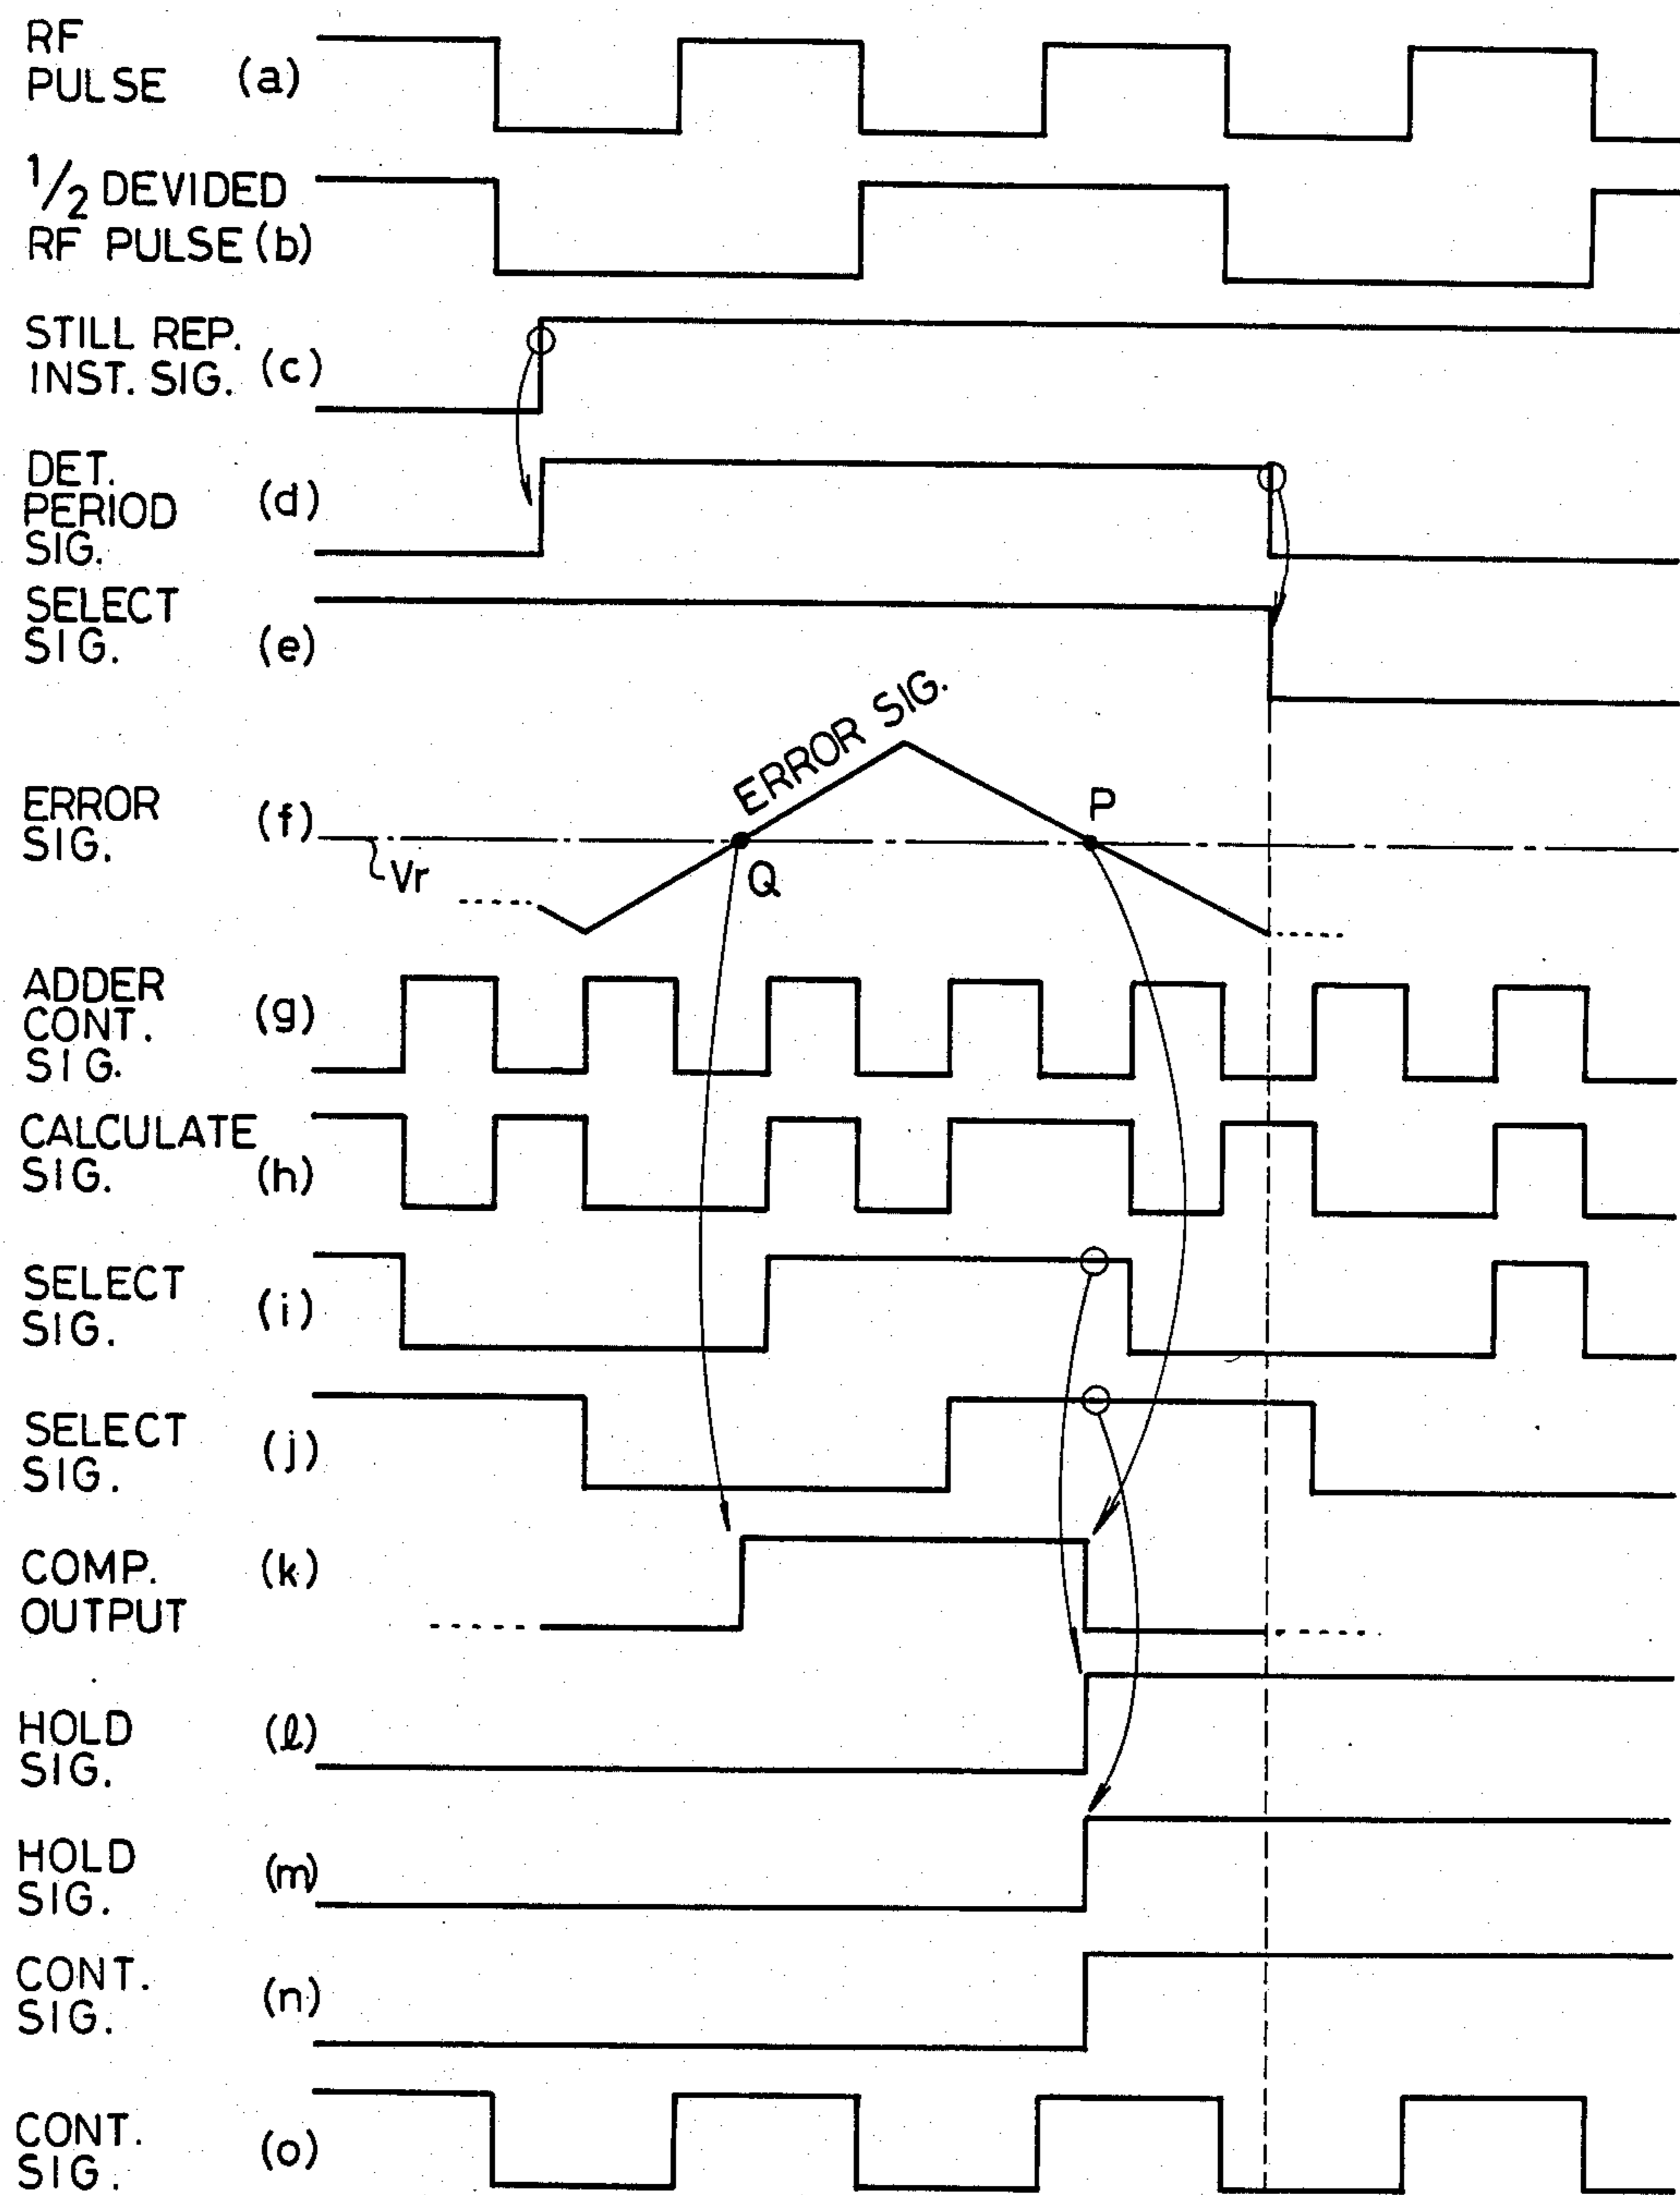 RF
PULSE (a)
1/2 DEVIDED
RF PULSE (b)
STILL REP.
INST. SIG. (c)
DET.
PERIOD (d)
SIG.
SELECT
SIG. (e)
ERROR SIG.
ERROR
SIG. (f)
P
Vr
Q
ADDER
CONT. (g)
SIG.
CALCULATE
SIG. (h)
SELECT
SIG. (i)
SELECT
SIG. (j)
COMP. (k)
OUTPUT
HOLD
SIG. (l)
HOLD
SIG. (m)
CONT.
SIG. (n)
CONT.
SIG. (o)